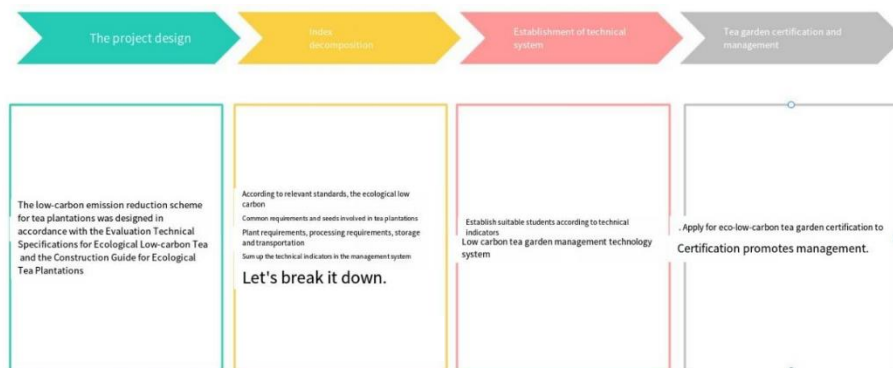 The project design
Index
decomposition
Establishment of technical
system
Tea garden certification and
management
The low-carbon emission reduction scheme
for tea plantations was designed in
accordance with the Evaluation Technical
Specifications for Ecological Low-carbon Tea
and the Construction Guide for Ecological
Tea Plantations
According to relevant standards, the ecological low
carbon
Common requirements and seeds involved in tea plantations
Plant requirements, processing requirements, storage
and transportation
Sum up the technical indicators in the management system
Let's break it down.
Establish suitable students according to technical
indicators
Low carbon tea garden management technology
system
. Apply for eco-low-carbon tea garden certification to
Certification promotes management.